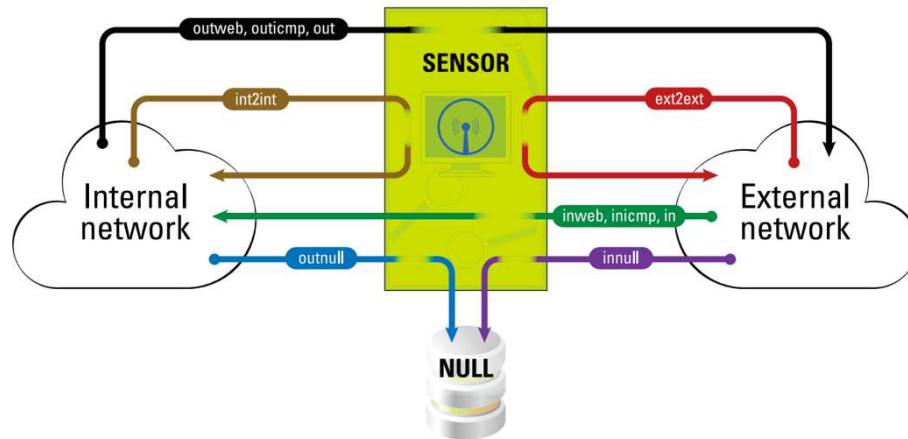 outweb, outicmp, out
SENSOR
int2int
ext2ext
Internal
network
External
network
inweb, inicmp, in
outnull
innull
NULL